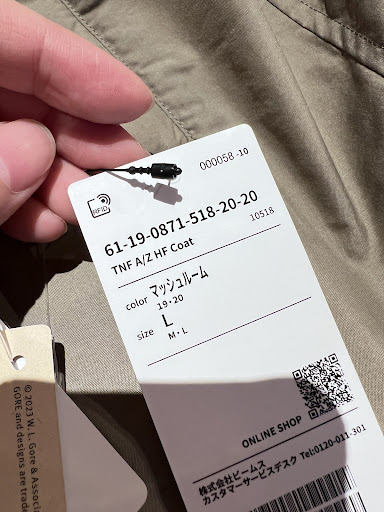 000058 -10
RFID
61-19-0871-518-20-20
TNF A/Z HF Coat
10518
color マッシュルーム
19・20
size L
M・L
ONLINE SHOP
株式会社ビームス
カスタマーサービスデスク Tel:0120-011-301
© 2023 W. L. Gore & Associa
GORE and designs are trade